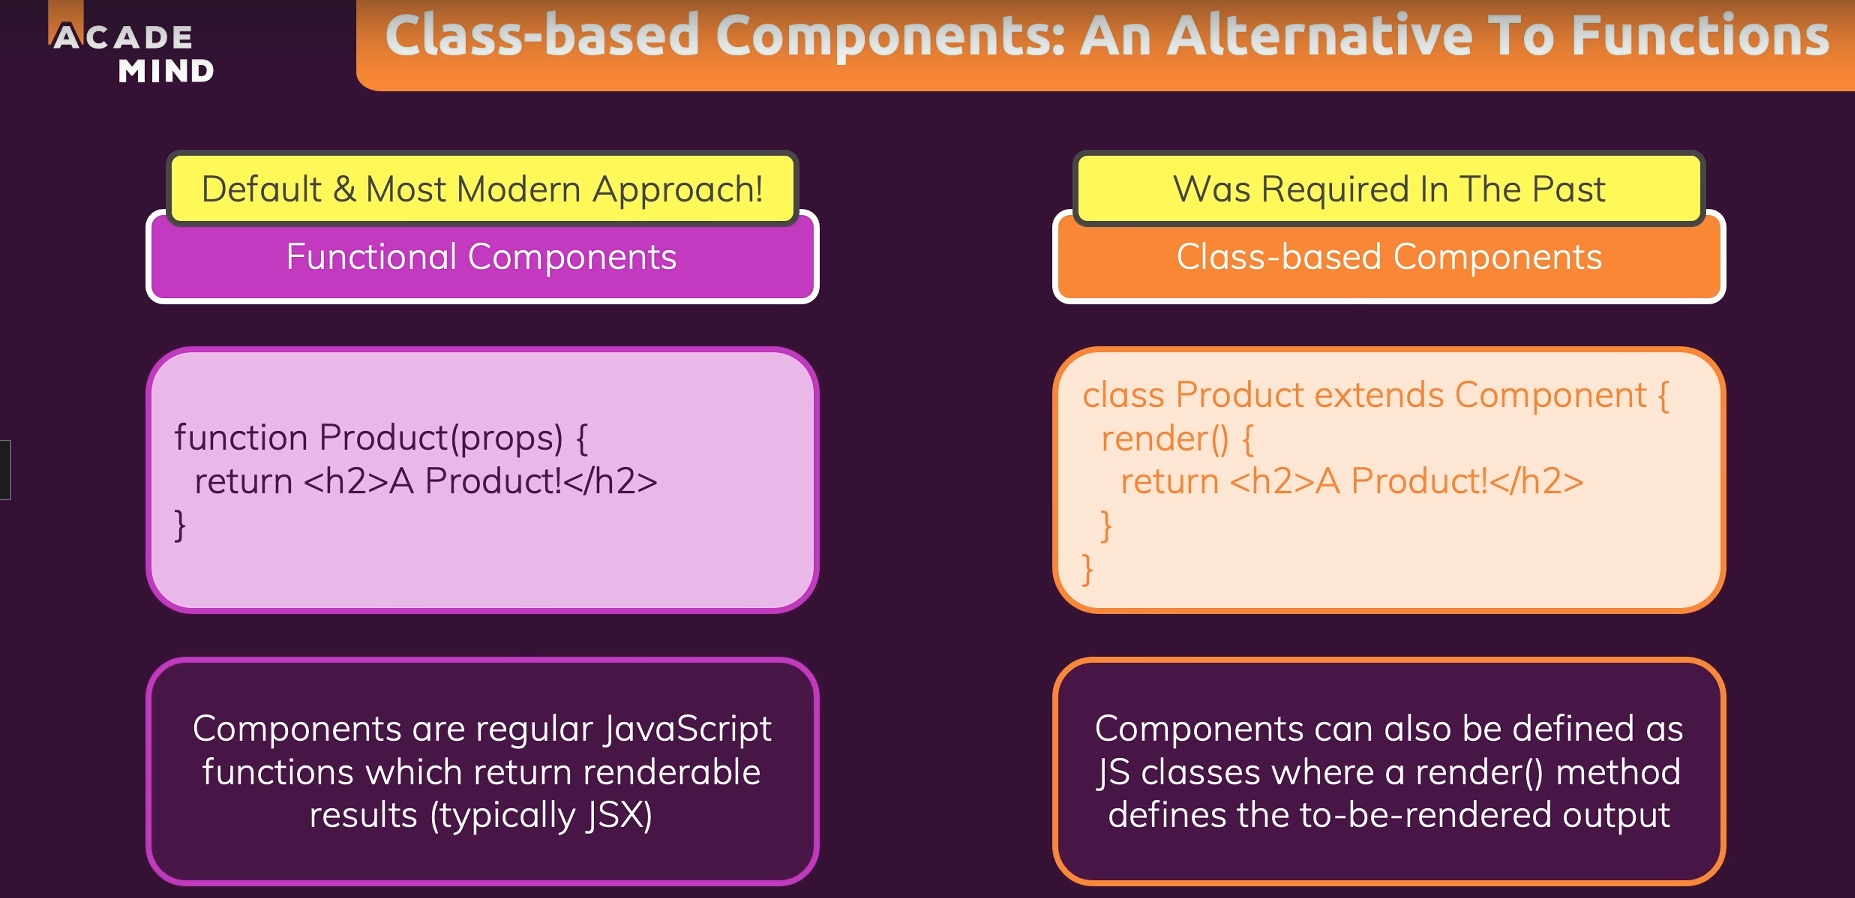 ACADE
MIND
Class-based Components: An Alternative To Functions
Default & Most Modern Approach!
Functional Components
function Product(props) {
return <h2>A Product!</h2>
}
Components are regular JavaScript
functions which return renderable
results (typically JSX)
Was Required In The Past
Class-based Components
class Product extends Component {
render() {
return <h2>A Product!</h2>
}
}
Components can also be defined as
JS classes where a render() method
defines the to-be-rendered output